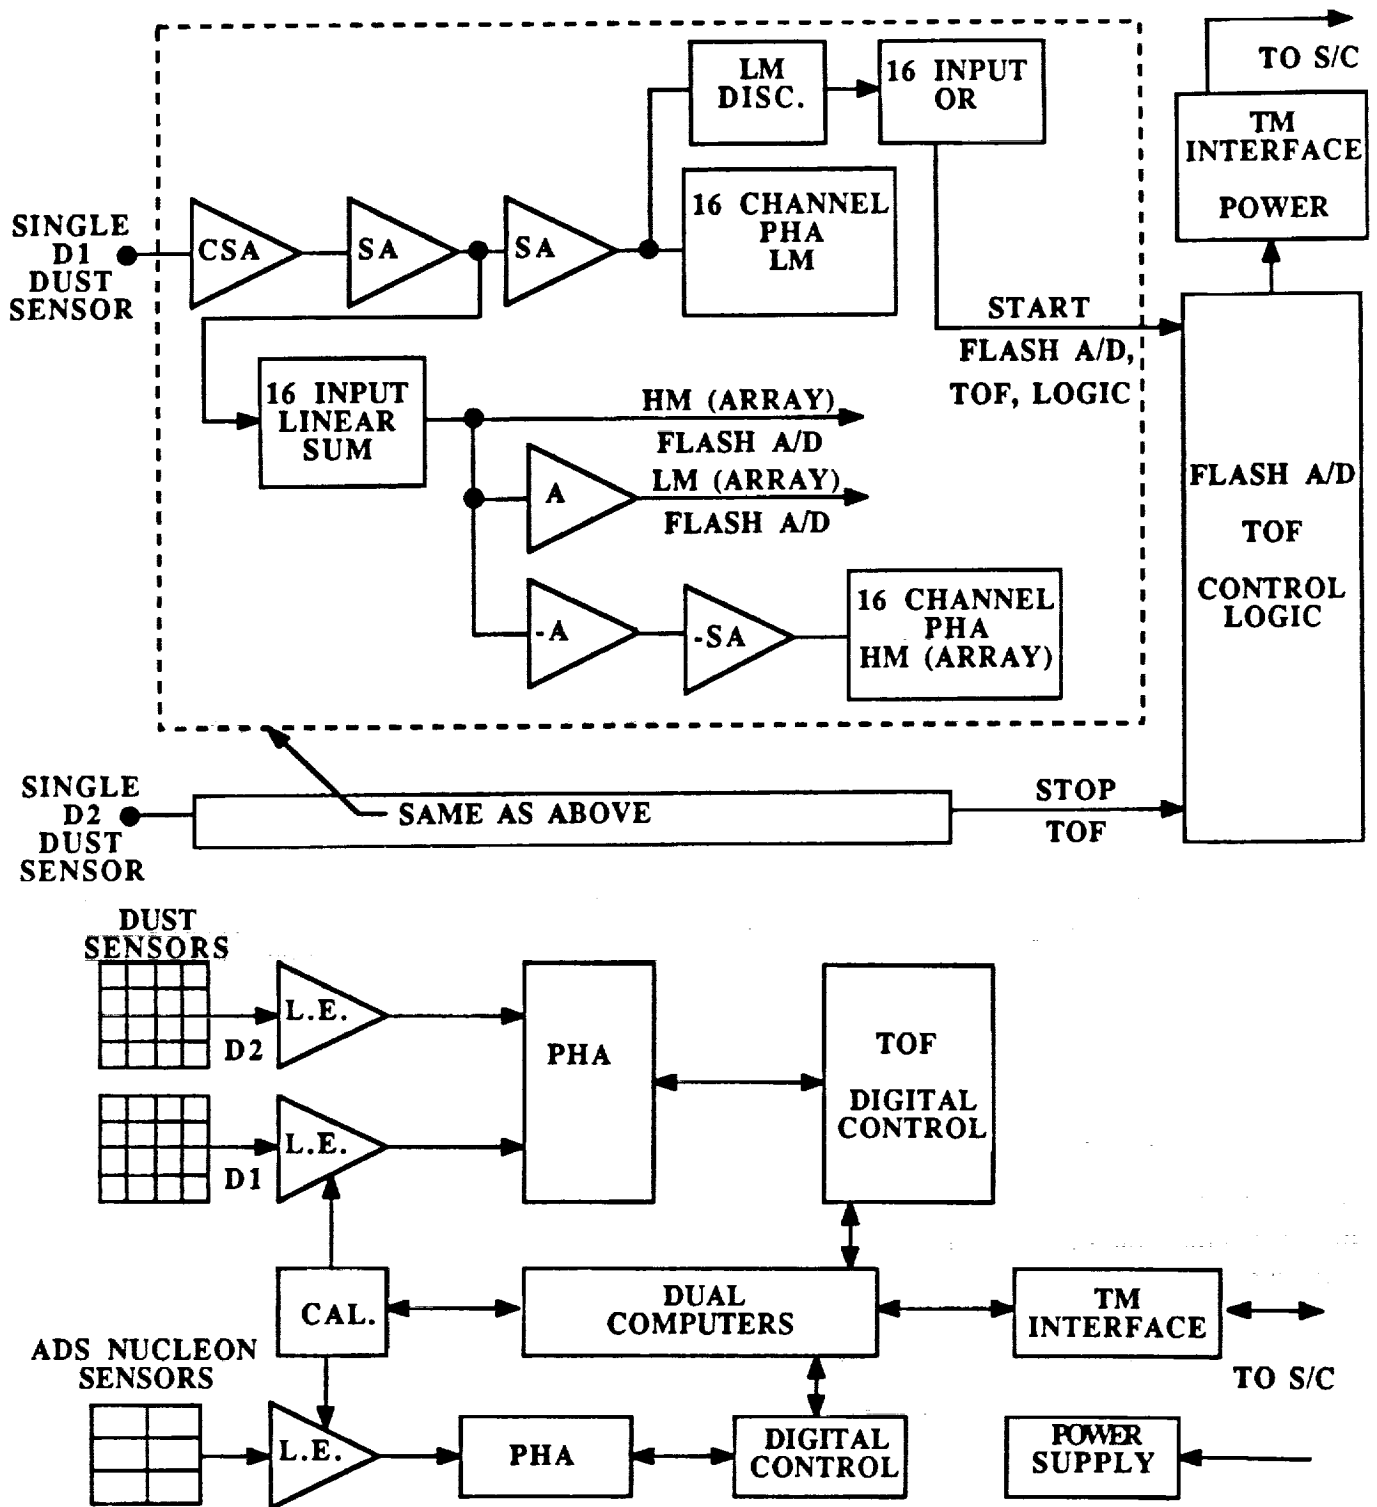 TO S/C
LM
DISC.
16 INPUT
OR
TM
INTERFACE
POWER
SINGLE
D1
DUST
SENSOR
CSA
SA
SA
16 CHANNEL
PHA
LM
START
FLASH A/D,
TOF, LOGIC
16 INPUT
LINEAR
SUM
HM (ARRAY)
FLASH A/D
A
LM (ARRAY)
FLASH A/D
FLASH A/D
TOF
CONTROL
LOGIC
-A
-SA
16 CHANNEL
PHA
HM (ARRAY)
SINGLE
D2
DUST
SENSOR
SAME AS ABOVE
STOP
TOF
DUST
SENSORS
D2
L.E.
PHA
TOF
DIGITAL
CONTROL
D1
L.E.
CAL.
DUAL
COMPUTERS
TM
INTERFACE
TO S/C
ADS NUCLEON
SENSORS
L.E.
PHA
DIGITAL
CONTROL
POWER
SUPPLY